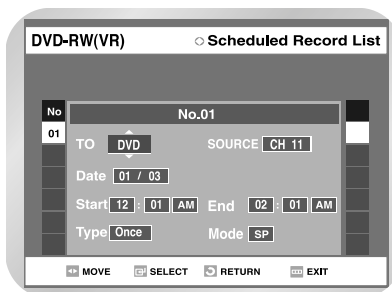 DVD-RW(VR) Scheduled Record List
No
No.01
01
TO DVD SOURCE CH 11
Date 01 / 03
Start 12 : 01 AM End 02 : 01 AM
Type Once Mode SP
MOVE SELECT RETURN EXIT